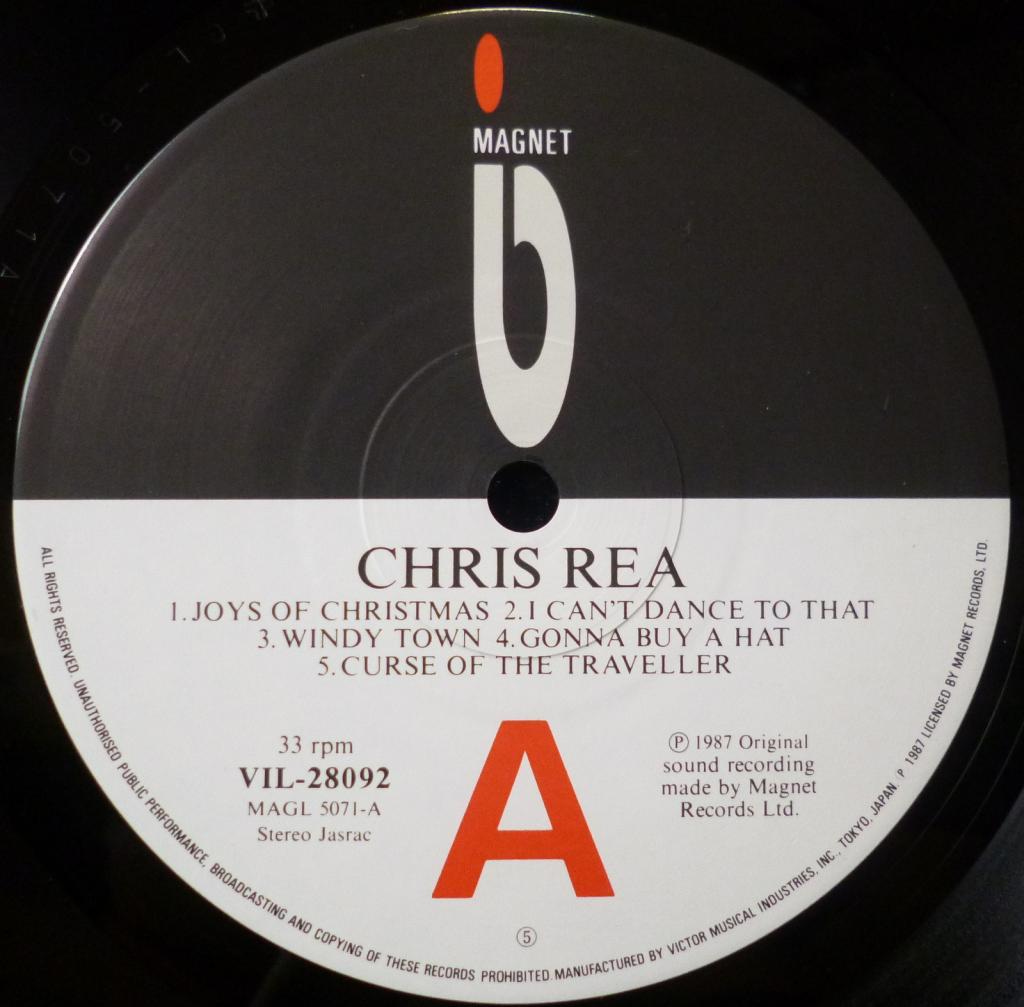 MAGNET
CHRIS REA
1. JOYS OF CHRISTMAS 2. I CAN'T DANCE TO THAT
3. WINDY TOWN 4. GONNA BUY A HAT
5. CURSE OF THE TRAVELLER
33 rpm
VIL-28092
MAGL 5071-A
Stereo Jasrac
A
Ⓟ 1987 Original
sound recording
made by Magnet
Records Ltd.
⑤
ALL RIGHTS RESERVED. UNAUTHORISED PUBLIC PERFORMANCE, BROADCASTING AND COPYING OF THESE RECORDS PROHIBITED. MANUFACTURED BY VICTOR MUSICAL INDUSTRIES, INC., TOKYO, JAPAN. P 1987 LICENSED BY MAGNET RECORDS, LTD.